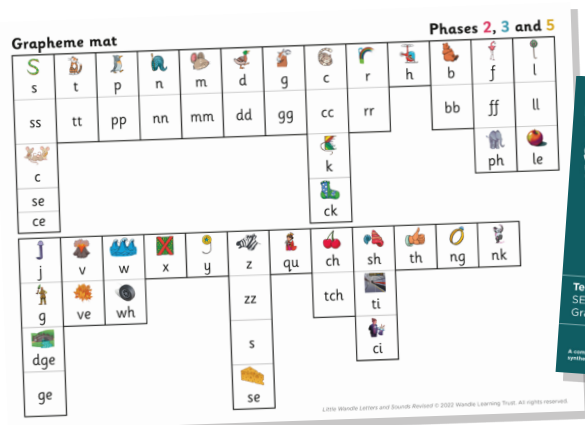 Grapheme mat
Phases 2, 3 and 5
s t p n m d g c r h b f l
ss tt pp nn mm dd gg cc rr bb ff ll
c k ph le
se ck
ce
j v w x y z qu ch sh th ng nk
g ve wh zz tch ti
dge s ci
ge se
Little Wandle Letters and Sounds Revised © 2022 Wandle Learning Trust. All rights reserved.